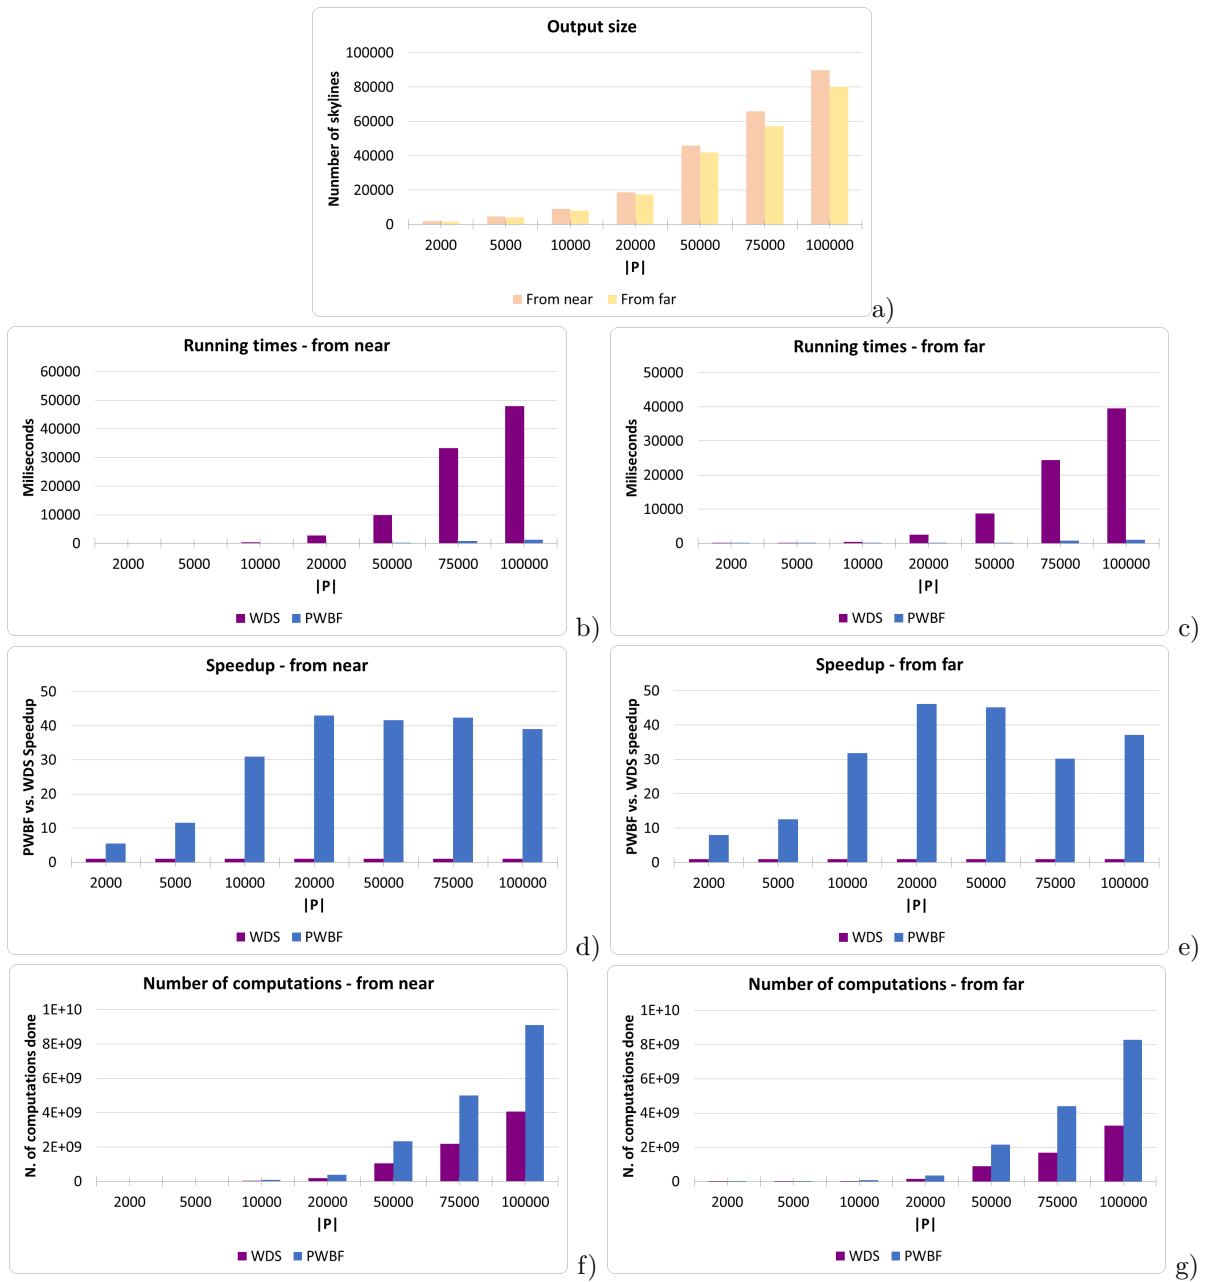 Output size
Nunmber of skylines
100000
80000
60000
40000
20000
0
2000 5000 10000 20000 50000 75000 100000
|P|
From near From far
a)
Running times - from near
Miliseconds
60000
50000
40000
30000
20000
10000
0
2000 5000 10000 20000 50000 75000 100000
|P|
WDS PWBF
b)
Running times - from far
Miliseconds
50000
40000
30000
20000
10000
0
2000 5000 10000 20000 50000 75000 100000
|P|
WDS PWBF
c)
Speedup - from near
PWBF vs. WDS Speedup
50
40
30
20
10
0
2000 5000 10000 20000 50000 75000 100000
|P|
WDS PWBF
d)
Speedup - from far
PWBF vs. WDS speedup
50
40
30
20
10
0
2000 5000 10000 20000 50000 75000 100000
|P|
WDS PWBF
e)
Number of computations - from near
N. of computations done
1E+10
8E+09
6E+09
4E+09
2E+09
0
2000 5000 10000 20000 50000 75000 100000
|P|
WDS PWBF
f)
Number of computations - from far
N. of computations done
1E+10
8E+09
6E+09
4E+09
2E+09
0
2000 5000 10000 20000 50000 75000 100000
|P|
WDS PWBF
g)